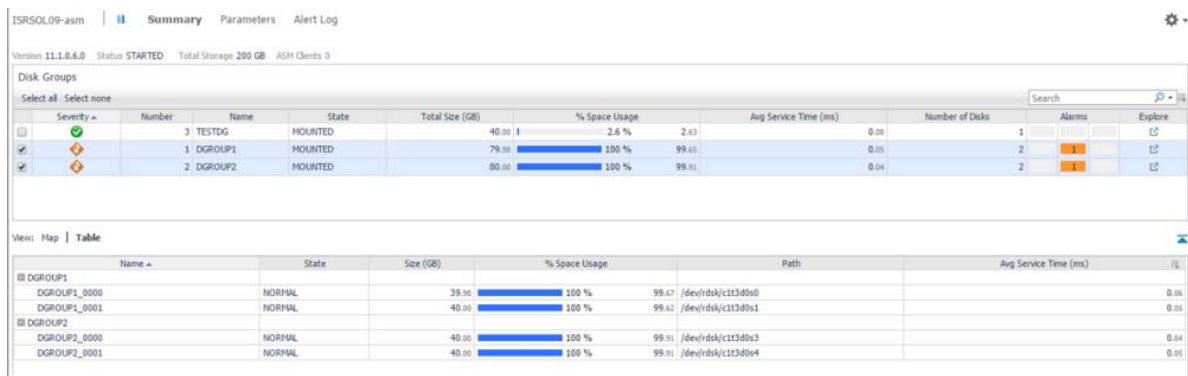 ISRSOL09-asm Summary Parameters Alert Log
Version 11.1.0.6.0 Status STARTED Total Storage 200 GB ASM Clients 0
Disk Groups
Select all Select none Search
Severity Number Name State Total Size (GB) % Space Usage Avg Service Time (ms) Number of Disks Alarms Explore
3 TESTDG MOUNTED 40.00 2.6 % 2.63 0.08 1
1 DGROUP1 MOUNTED 79.98 100 % 99.65 0.05 2 1
2 DGROUP2 MOUNTED 80.00 100 % 99.91 0.04 2 1
View: Map | Table
Name State Size (GB) % Space Usage Path Avg Service Time (ms)
DGROUP1
DGROUP1_0000 NORMAL 39.98 100 % 99.67 /dev/rdsk/c1t3d0s0 0.06
DGROUP1_0001 NORMAL 40.00 100 % 99.62 /dev/rdsk/c1t3d0s1 0.05
DGROUP2
DGROUP2_0000 NORMAL 40.00 100 % 99.91 /dev/rdsk/c1t3d0s3 0.04
DGROUP2_0001 NORMAL 40.00 100 % 99.91 /dev/rdsk/c1t3d0s4 0.05